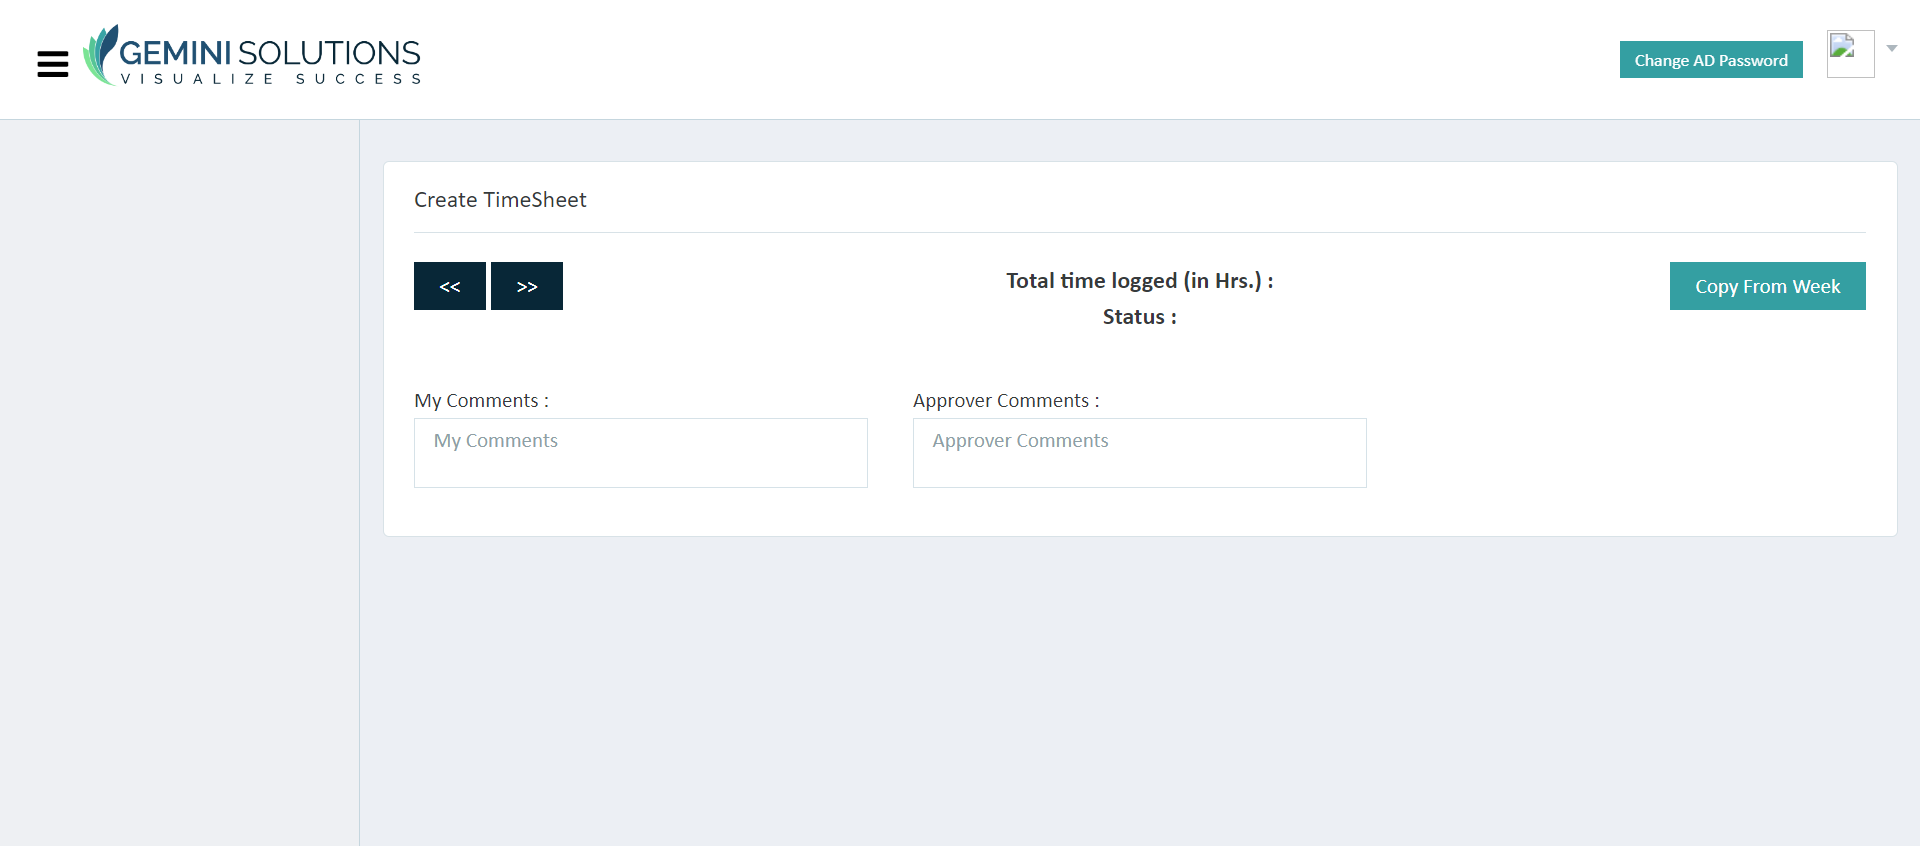 GEMINI SOLUTIONS
VISUALIZE SUCCESS
Change AD Password
Create TimeSheet
<< >>
Total time logged (in Hrs.) :
Status :
Copy From Week
My Comments :
Approver Comments :
My Comments
Approver Comments